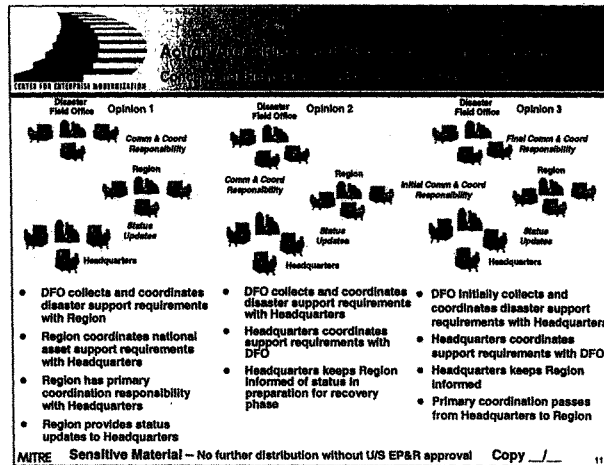 CENTER FOR ENTERPRISE MODERNIZATION
Disaster
Field Office
Opinion 1
Comm & Coord
Responsibility
Region
Status
Updates
Headquarters
• DFO collects and coordinates
disaster support requirements
with Region
• Region coordinates national
asset support requirements
with Headquarters
• Region has primary
coordination responsibility
with Headquarters
• Region provides status
updates to Headquarters
Disaster
Field Office
Opinion 2
Comm & Coord
Responsibility
Region
Status
Updates
Headquarters
• DFO collects and coordinates
disaster support requirements
with Headquarters
• Headquarters coordinates
support requirements with
DFO
• Headquarters keeps Region
informed of status in
preparation for recovery
phase
Disaster
Field Office
Opinion 3
Final Comm & Coord
Responsibility
Initial Comm & Coord
Responsibility
Region
Status
Updates
Headquarters
• DFO initially collects and
coordinates disaster support
requirements with Headquarters
• Headquarters coordinates
support requirements with DFO
• Headquarters keeps Region
informed
• Primary coordination passes
from Headquarters to Region
MITRE Sensitive Material – No further distribution without U/S EP&R approval Copy __/__ 11